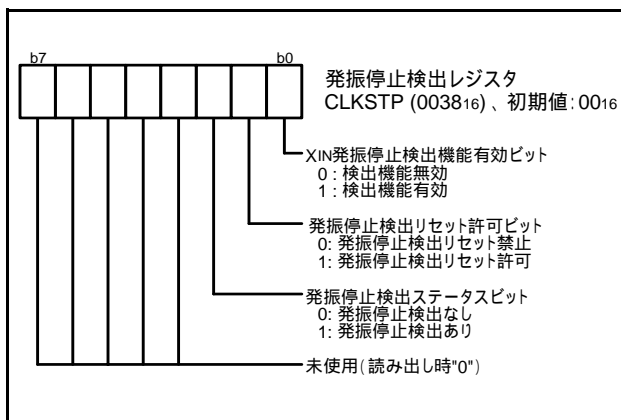 b7 b0
発振停止検出レジスタ
CLKSTP (003816) 、初期値: 0016
XIN発振停止検出機能有効ビット
0 : 検出機能無効
1 : 検出機能有効
発振停止検出リセット許可ビット
0: 発振停止検出リセット禁止
1: 発振停止検出リセット許可
発振停止検出ステータスビット
0: 発振停止検出なし
1: 発振停止検出あり
未使用(読み出し時"0")